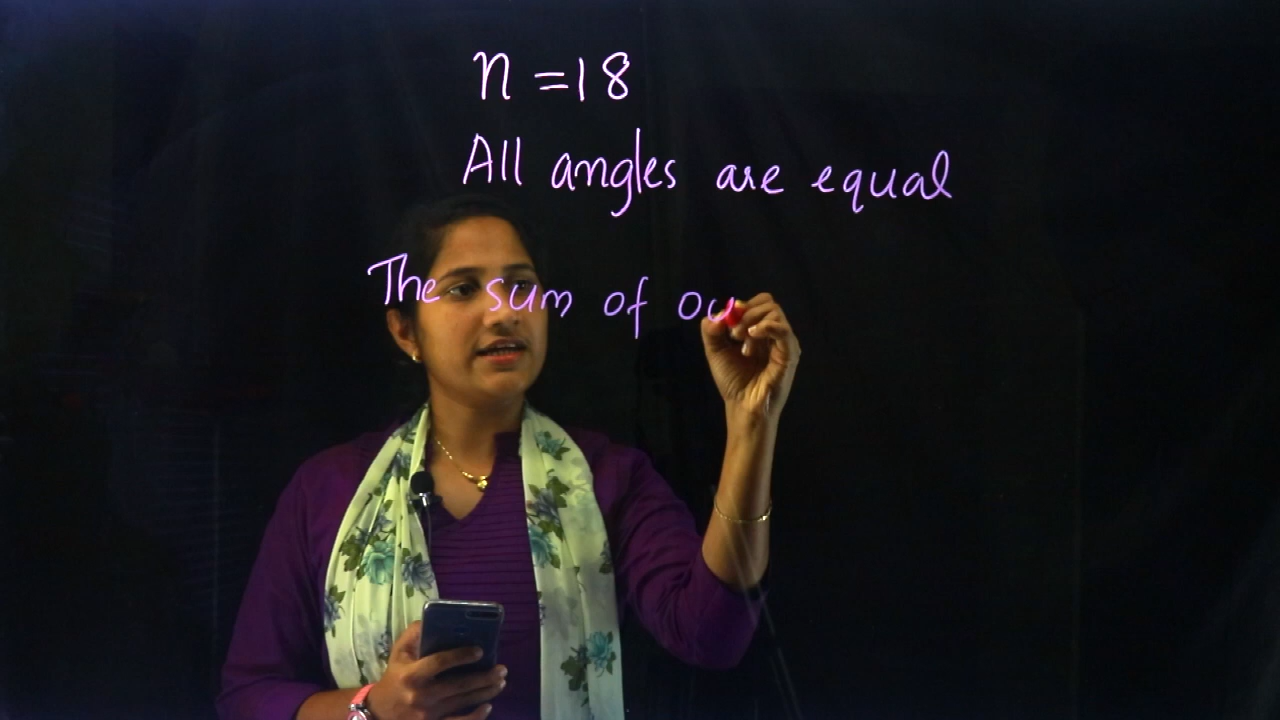 n = 18
All angles are equal
The sum of ou